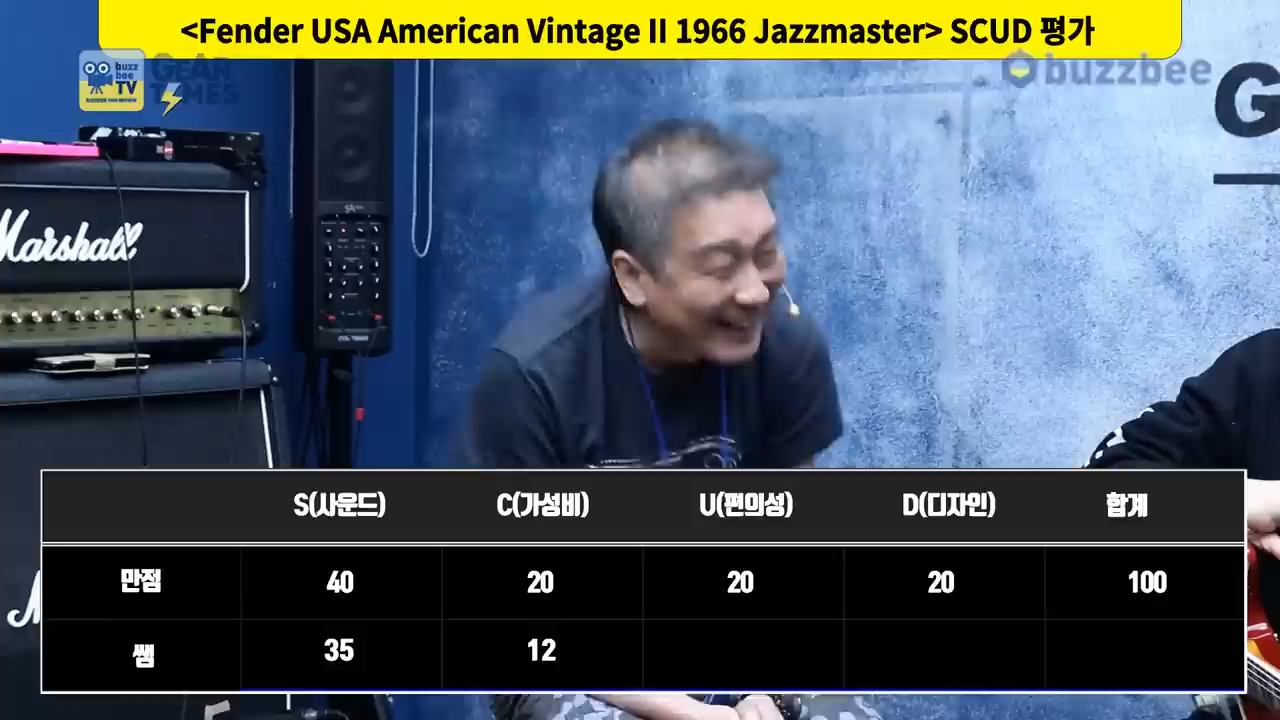 <Fender USA American Vintage II 1966 Jazzmaster> SCUD 평가
buzz
bee
TV
GEAR
TIMES
buzzbee
G
Marshall
S(사운드) C(가성비) U(편의성) D(디자인) 합계
만점 40 20 20 20 100
쌤 35 12